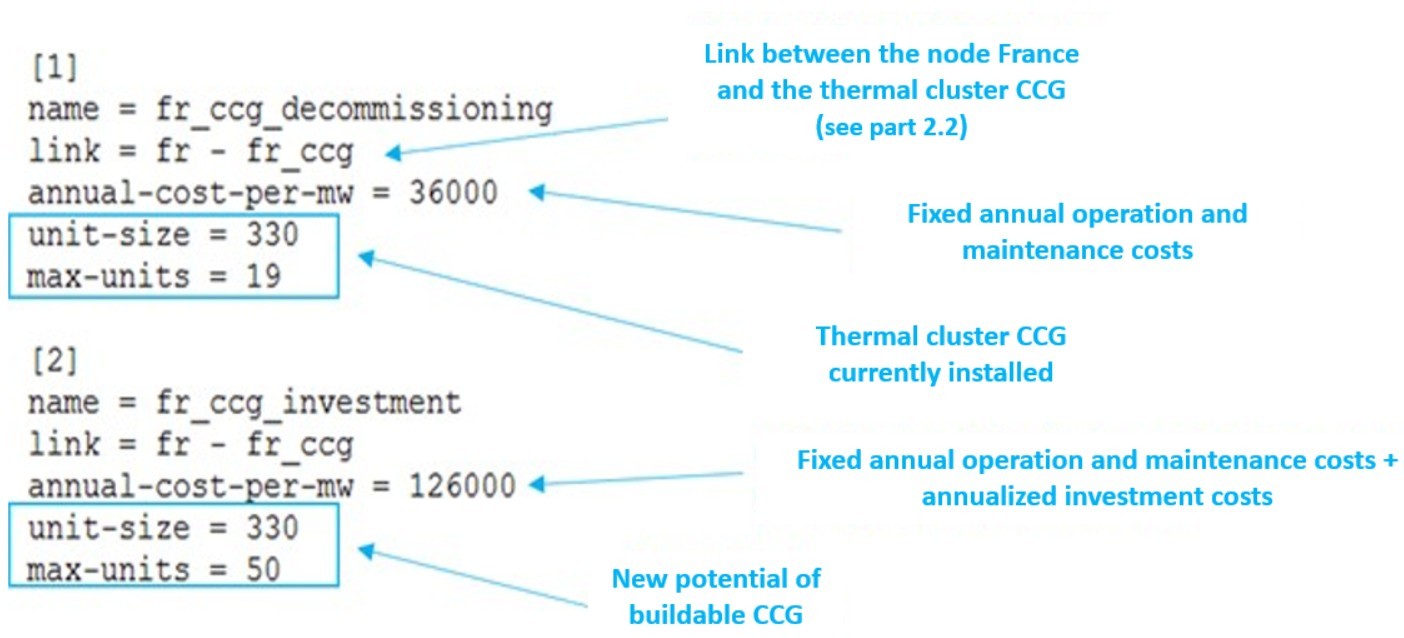 [1]
name = fr_ccg_decommissioning
link = fr - fr_ccg
annual-cost-per-mw = 36000
unit-size = 330
max-units = 19
[2]
name = fr_ccg_investment
link = fr - fr_ccg
annual-cost-per-mw = 126000
unit-size = 330
max-units = 50
Link between the node France
and the thermal cluster CCG
(see part 2.2)
Fixed annual operation and
maintenance costs
Thermal cluster CCG
currently installed
Fixed annual operation and maintenance costs +
annualized investment costs
New potential of
buildable CCG